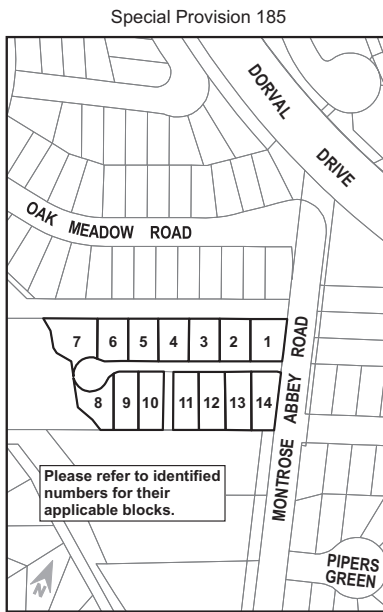 Special Provision 185
DORVAL
DRIVE
OAK MEADOW ROAD
7 6 5 4 3 2 1
8 9 10 11 12 13 14
MONTROSE ABBEY ROAD
Please refer to identified
numbers for their
applicable blocks.
N
PIPERS
GREEN